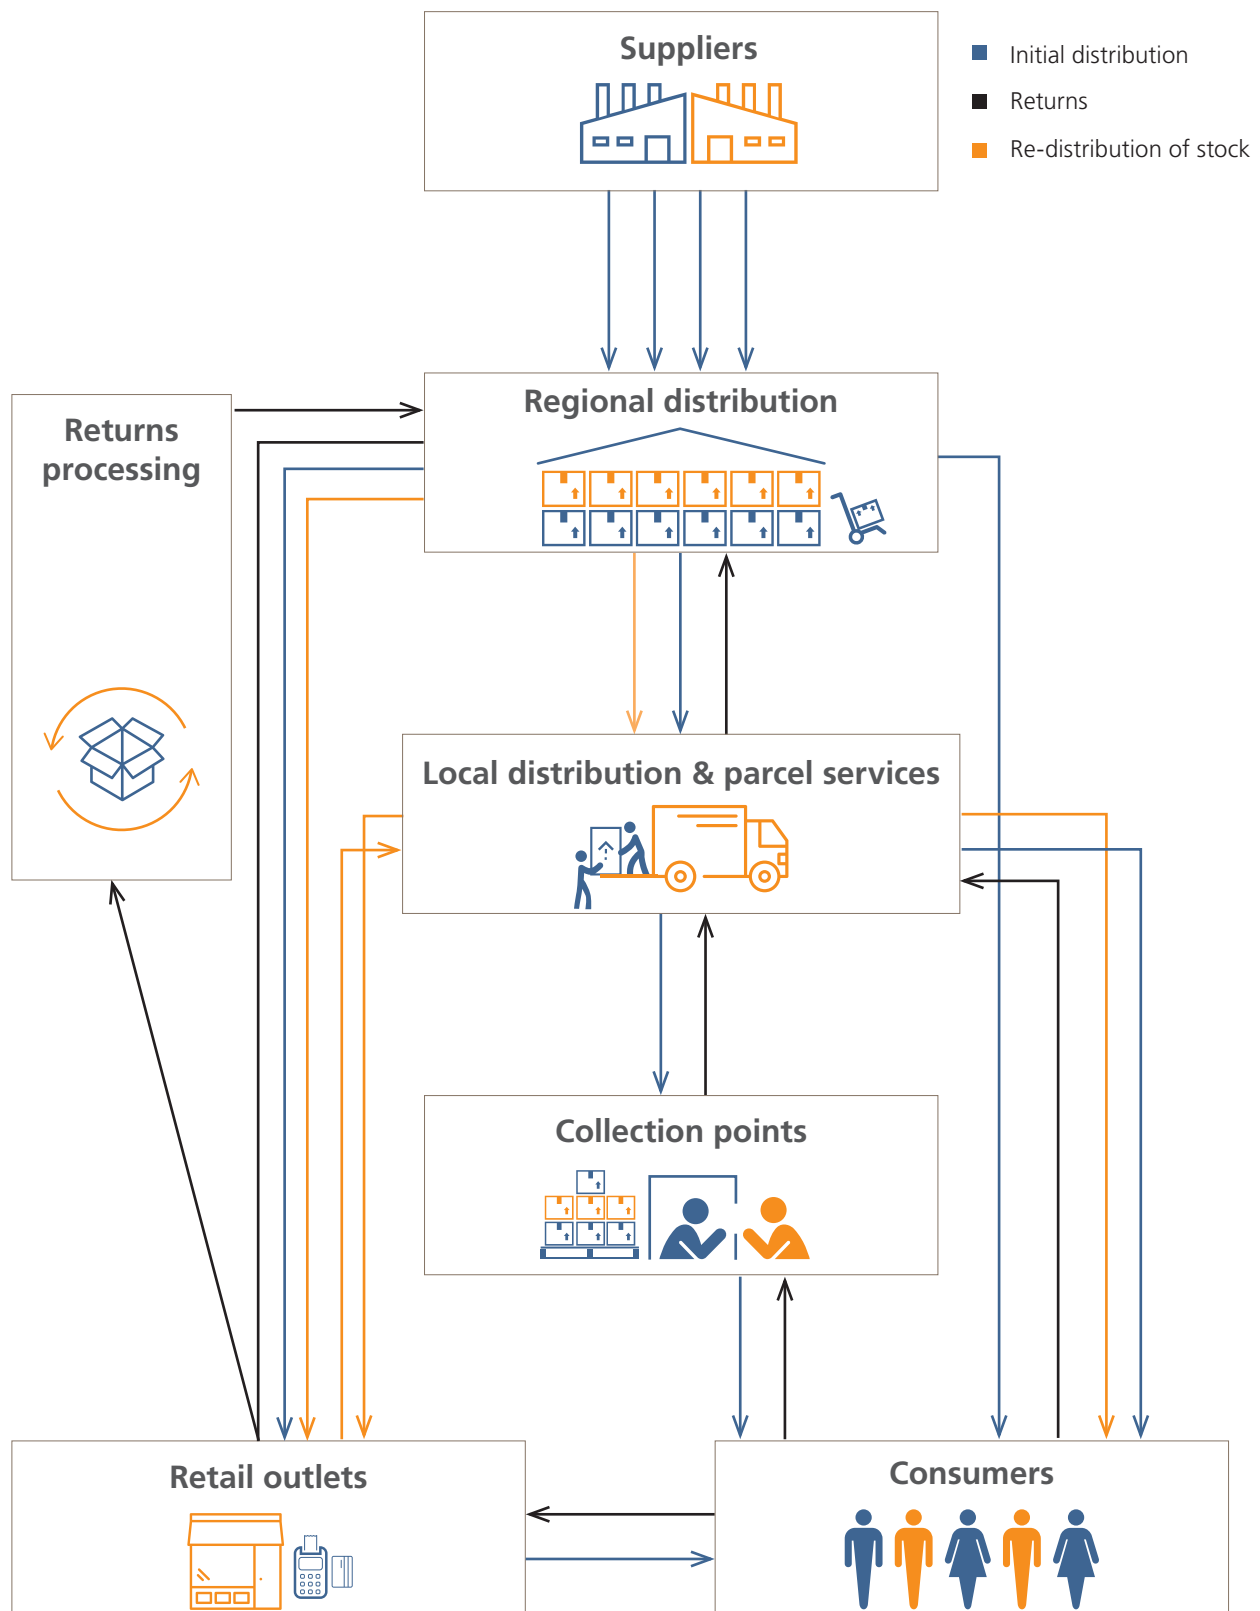 Suppliers
Initial distribution
Returns
Re-distribution of stock
Regional distribution
Returns
processing
Local distribution & parcel services
Collection points
Retail outlets
Consumers